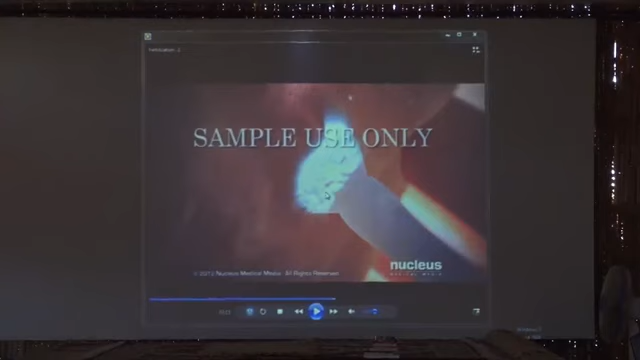 SAMPLE USE ONLY
nucleus
MEDICAL MEDIA
© 2012 Nucleus Medical Media All Rights Reserved